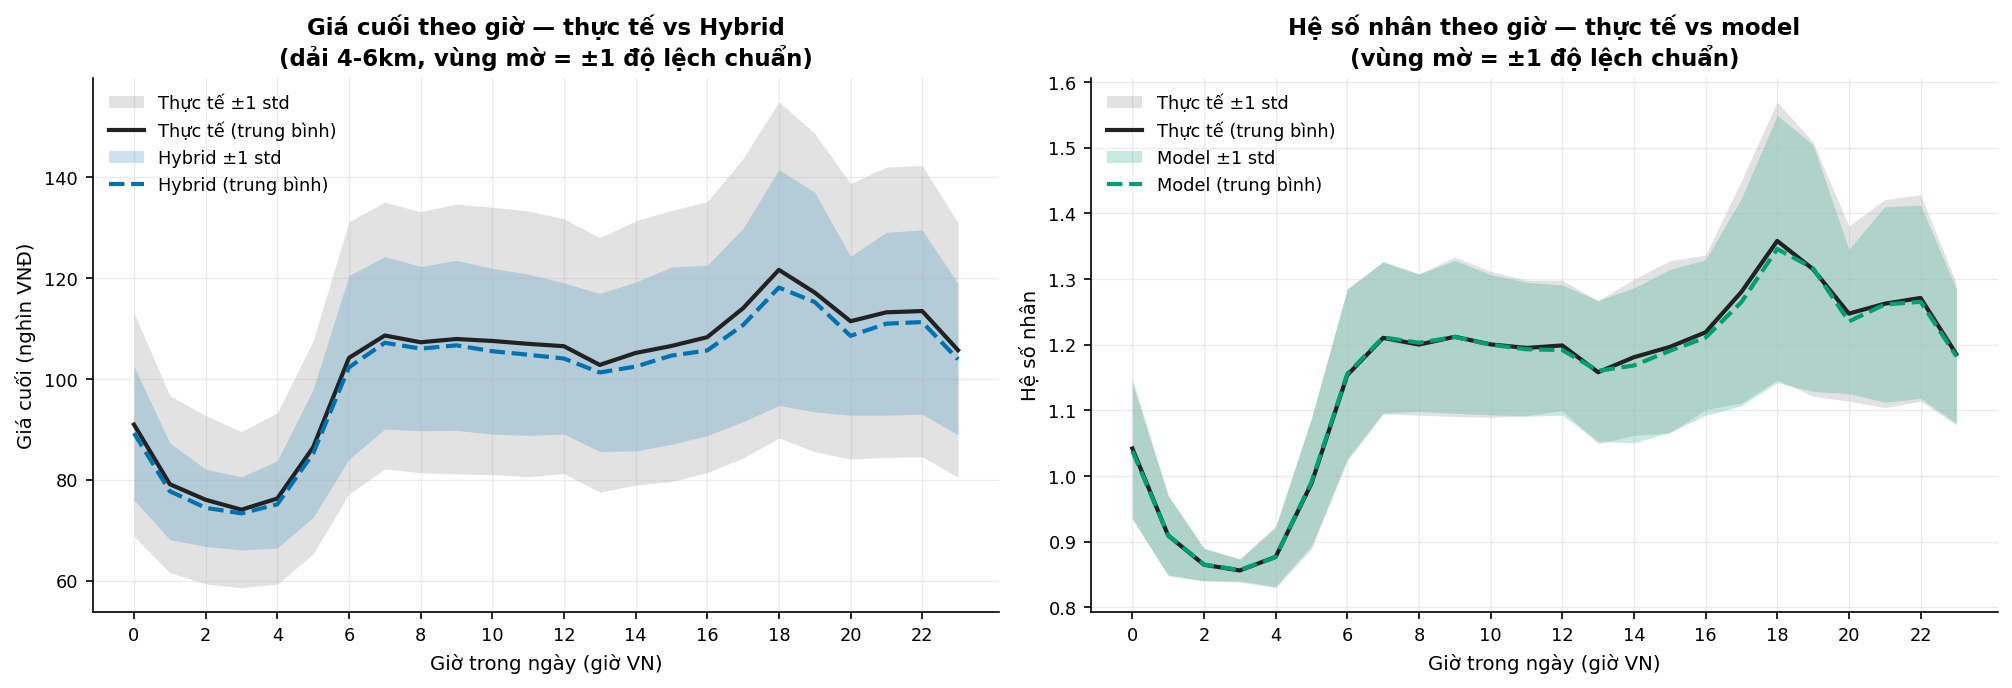 Giá cuối theo giờ — thực tế vs Hybrid
(dải 4-6km, vùng mờ = ±1 độ lệch chuẩn)
Thực tế ±1 std
Thực tế (trung bình)
Hybrid ±1 std
Hybrid (trung bình)
Giá cuối (nghìn VNĐ)
140
120
100
80
60
0 2 4 6 8 10 12 14 16 18 20 22
Giờ trong ngày (giờ VN)
Hệ số nhân theo giờ — thực tế vs model
(vùng mờ = ±1 độ lệch chuẩn)
Thực tế ±1 std
Thực tế (trung bình)
Model ±1 std
Model (trung bình)
Hệ số nhân
1.6
1.5
1.4
1.3
1.2
1.1
1.0
0.9
0.8
0 2 4 6 8 10 12 14 16 18 20 22
Giờ trong ngày (giờ VN)